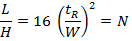 L/H = 16 (t_R/W)^2 = N